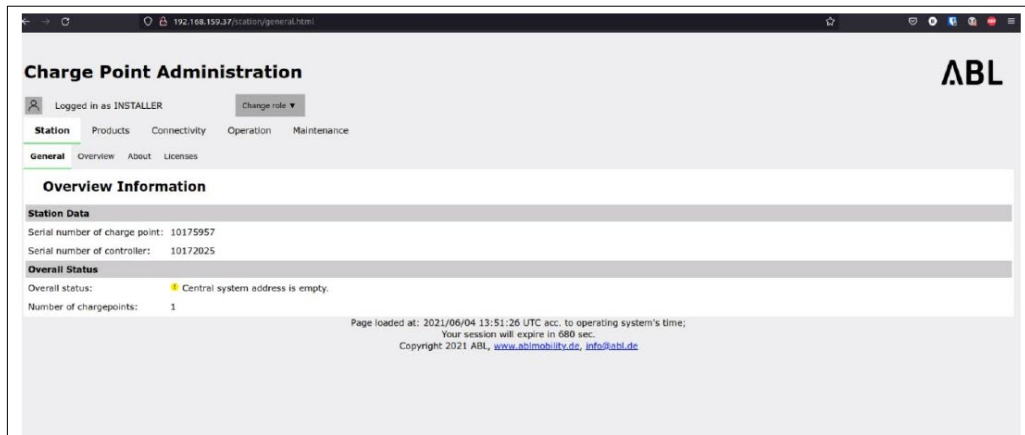 192.168.159.37/station/general.html
Charge Point Administration
ABL
Logged in as INSTALLER Change role ▼
Station Products Connectivity Operation Maintenance
General Overview About Licenses
Overview Information
Station Data
Serial number of charge point: 10175957
Serial number of controller: 10172025
Overall Status
Overall status: Central system address is empty.
Number of chargepoints: 1
Page loaded at: 2021/06/04 13:51:26 UTC acc. to operating system's time;
Your session will expire in 680 sec.
Copyright 2021 ABL, www.ablmobility.de, info@abl.de